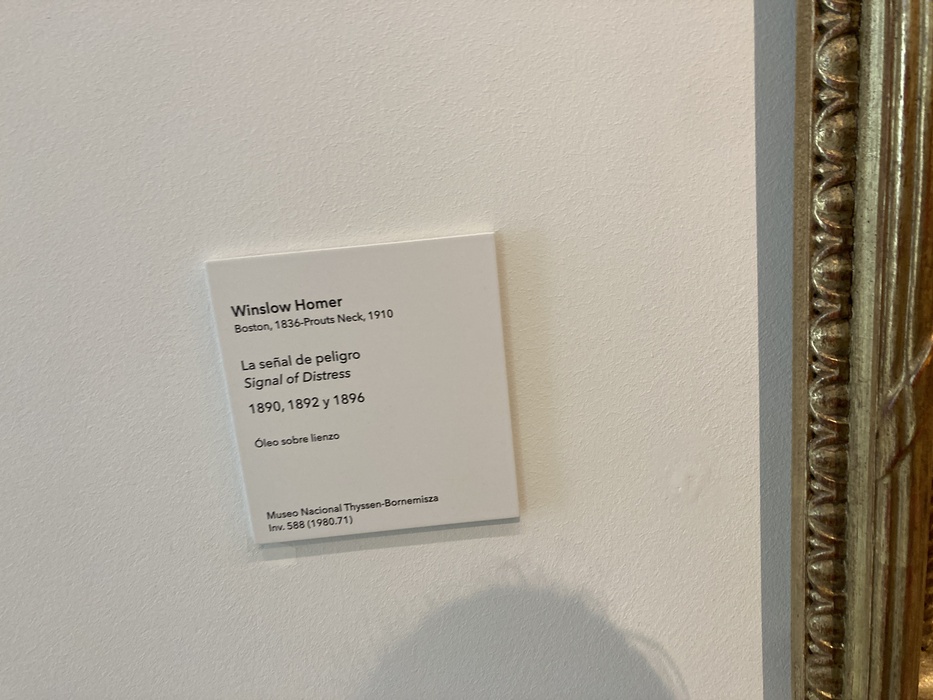 Winslow Homer
Boston, 1836-Prouts Neck, 1910
La señal de peligro
Signal of Distress
1890, 1892 y 1896
Óleo sobre lienzo
Museo Nacional Thyssen-Bornemisza
Inv. 588 (1980.71)